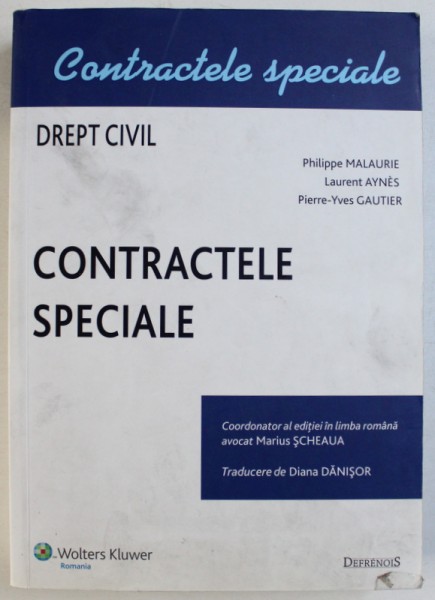 Contractele speciale
DREPT CIVIL
Philippe MALAURIE
Laurent AYNÈS
Pierre-Yves GAUTIER
CONTRACTELE
SPECIALE
Coordonator al ediției în limba română
avocat Marius ȘCHEAUA
Traducere de Diana DĂNIȘOR
Wolters Kluwer
Romania
DEFRÉNOIS